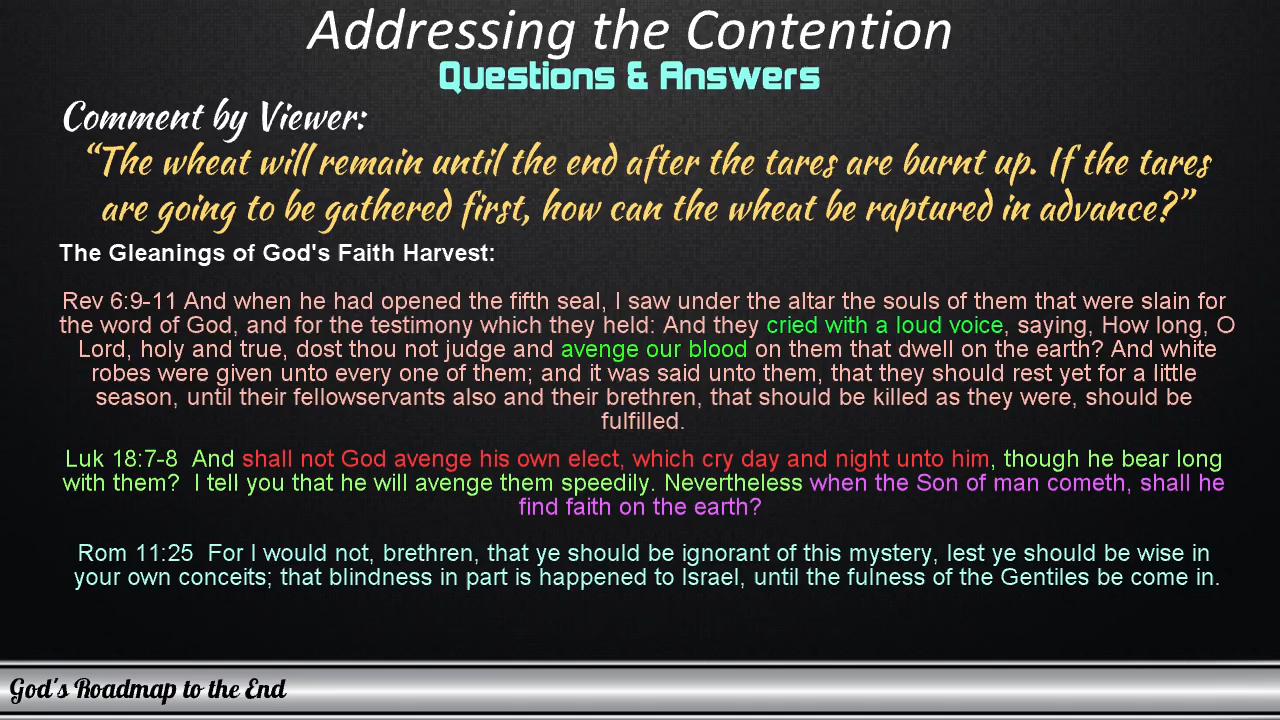 Addressing the Contention
Questions & Answers
Comment by Viewer:
“The wheat will remain until the end after the tares are burnt up. If the tares
are going to be gathered first, how can the wheat be raptured in advance?”
The Gleanings of God's Faith Harvest:
Rev 6:9-11 And when he had opened the fifth seal, I saw under the altar the souls of them that were slain for
the word of God, and for the testimony which they held: And they cried with a loud voice, saying, How long, O
Lord, holy and true, dost thou not judge and avenge our blood on them that dwell on the earth? And white
robes were given unto every one of them; and it was said unto them, that they should rest yet for a little
season, until their fellowservants also and their brethren, that should be killed as they were, should be
fulfilled.
Luk 18:7-8  And shall not God avenge his own elect, which cry day and night unto him, though he bear long
with them?  I tell you that he will avenge them speedily. Nevertheless when the Son of man cometh, shall he
find faith on the earth?
Rom 11:25  For I would not, brethren, that ye should be ignorant of this mystery, lest ye should be wise in
your own conceits; that blindness in part is happened to Israel, until the fulness of the Gentiles be come in.
God's Roadmap to the End